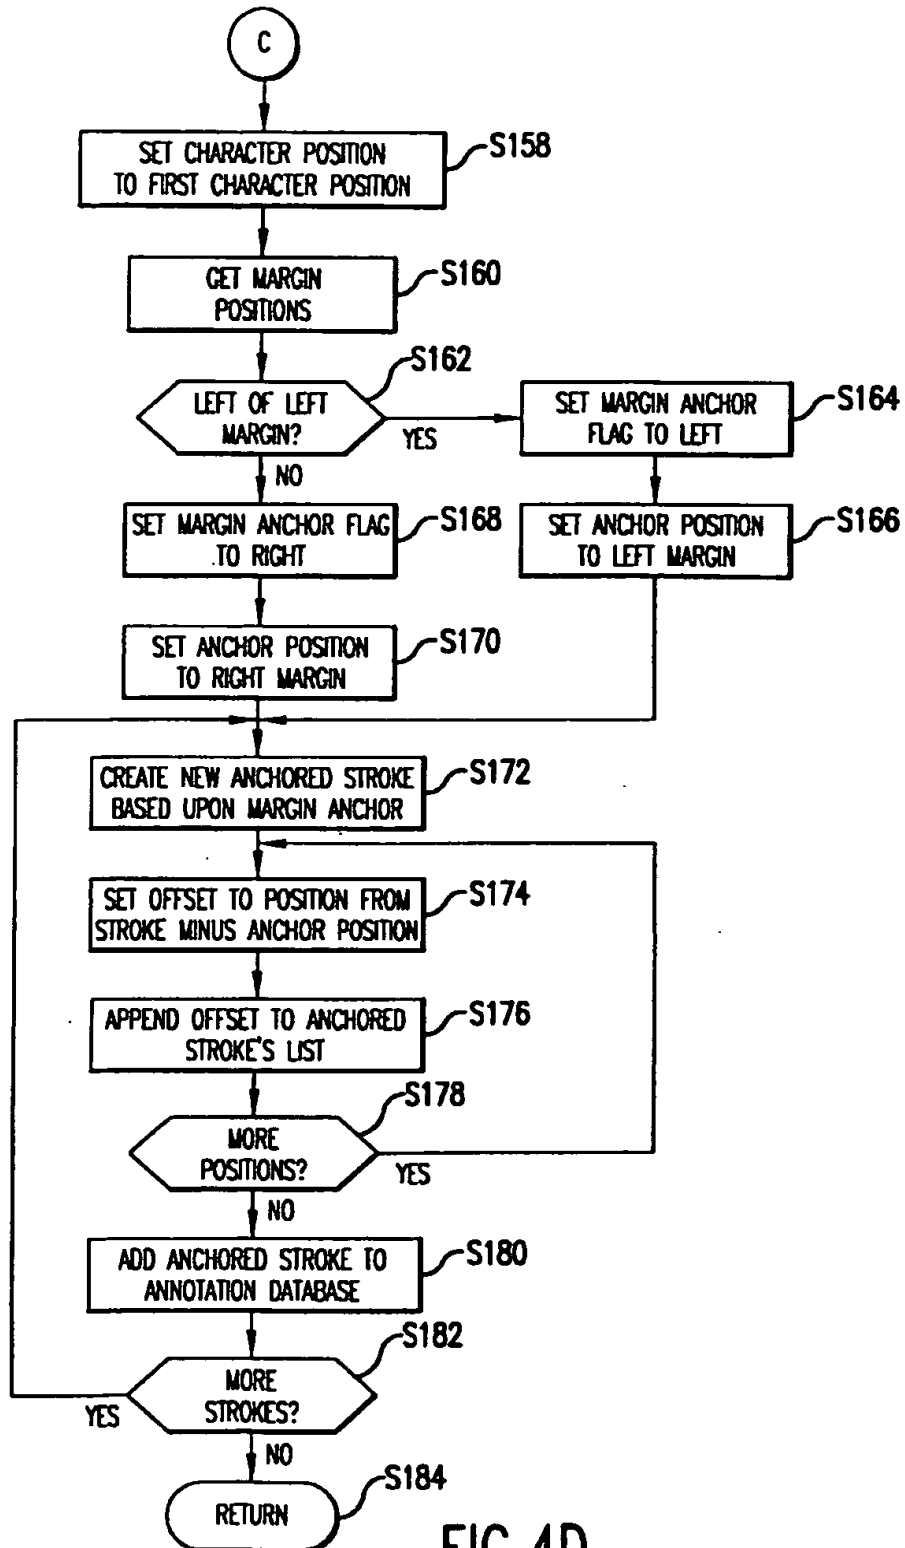 C
SET CHARACTER POSITION
TO FIRST CHARACTER POSITION
S158
GET MARGIN
POSITIONS
S160
LEFT OF LEFT
MARGIN?
S162
YES
NO
SET MARGIN ANCHOR
FLAG TO LEFT
S164
SET MARGIN ANCHOR FLAG
TO RIGHT
S168
SET ANCHOR POSITION
TO LEFT MARGIN
S166
SET ANCHOR POSITION
TO RIGHT MARGIN
S170
CREATE NEW ANCHORED STROKE
BASED UPON MARGIN ANCHOR
S172
SET OFFSET TO POSITION FROM
STROKE MINUS ANCHOR POSITION
S174
APPEND OFFSET TO ANCHORED
STROKE'S LIST
S176
MORE
POSITIONS?
S178
YES
NO
ADD ANCHORED STROKE TO
ANNOTATION DATABASE
S180
MORE
STROKES?
S182
YES
NO
RETURN
S184
FIG.4D